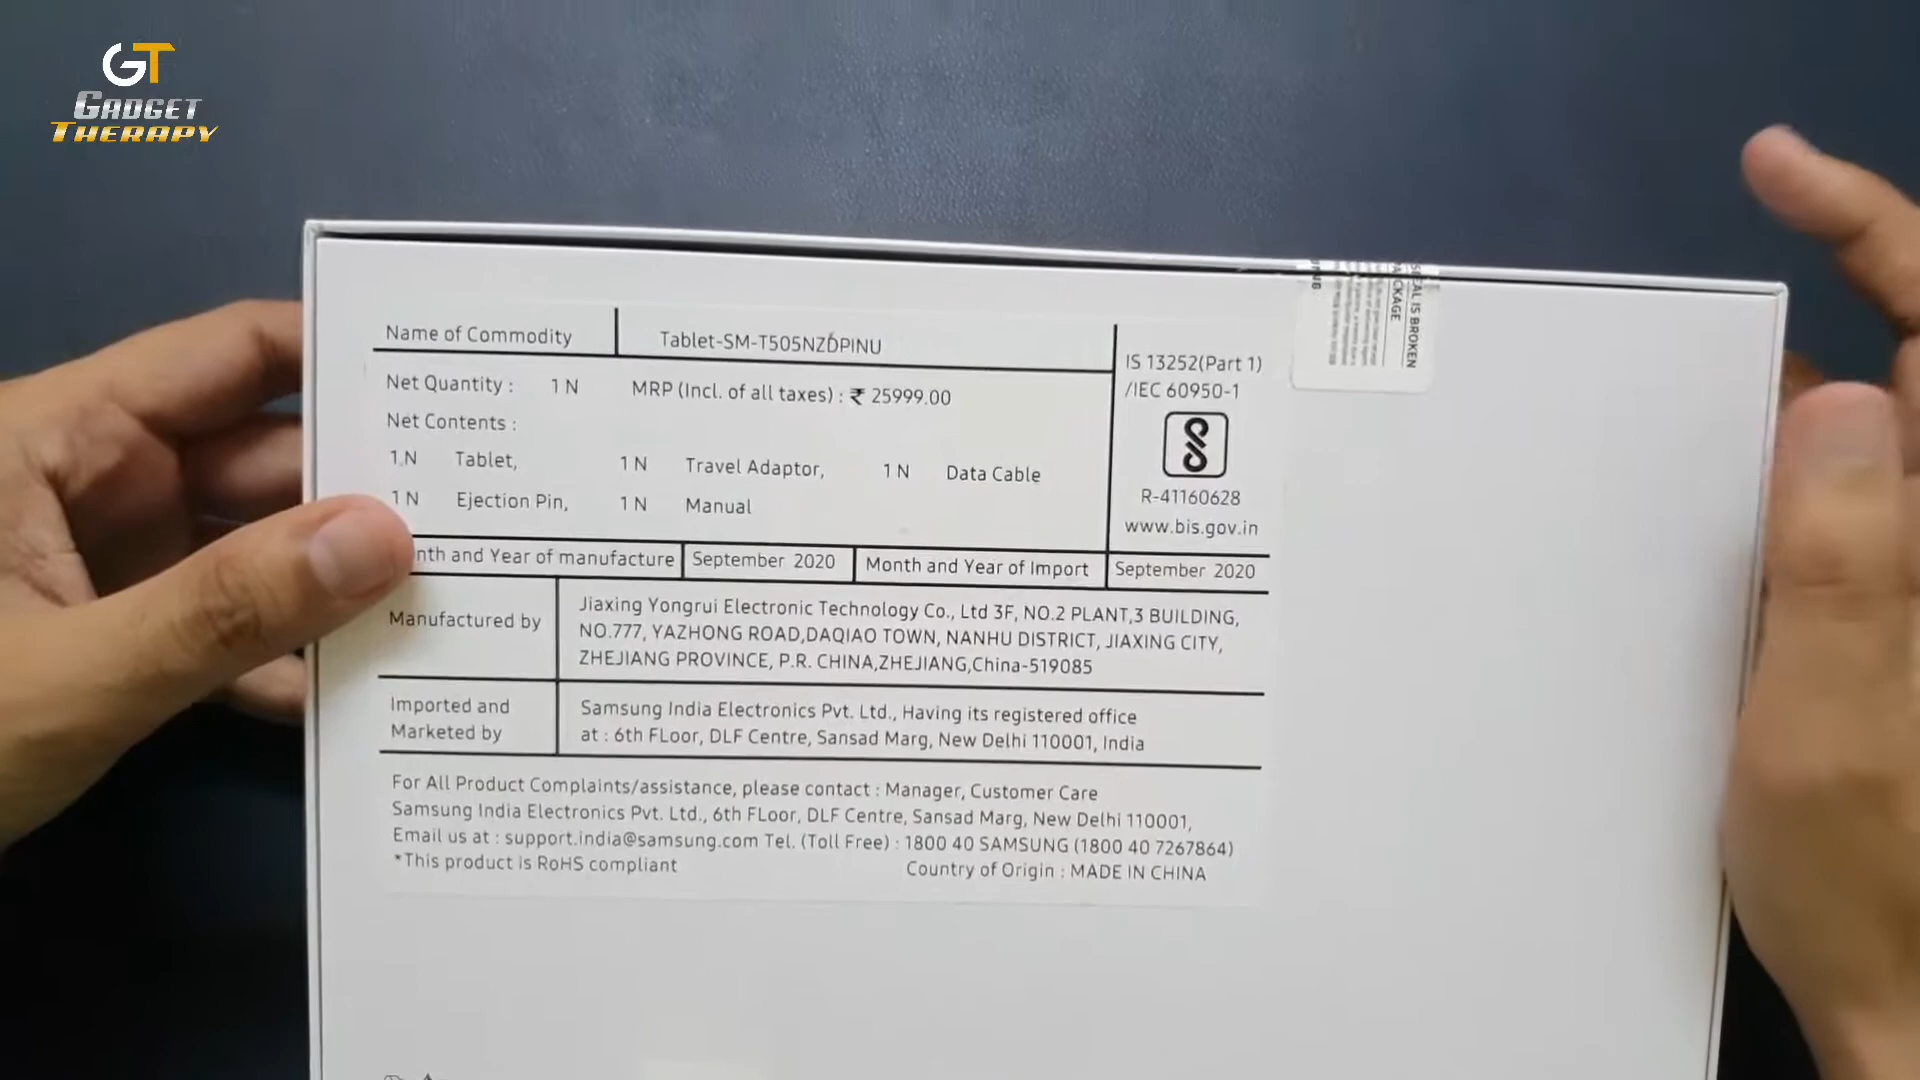 GT
GADGET
THERAPY
Name of Commodity
Tablet-SM-T505NZDPINU
Net Quantity : 1 N MRP (Incl. of all taxes) : ₹ 25999.00
Net Contents :
1 N Tablet, 1 N Travel Adaptor, 1 N Data Cable
1 N Ejection Pin, 1 N Manual
IS 13252(Part 1)
/IEC 60950-1
R-41160628
www.bis.gov.in
nth and Year of manufacture September 2020 Month and Year of Import September 2020
Manufactured by
Jiaxing Yongrui Electronic Technology Co., Ltd 3F, NO.2 PLANT,3 BUILDING,
NO.777, YAZHONG ROAD,DAQIAO TOWN, NANHU DISTRICT, JIAXING CITY,
ZHEJIANG PROVINCE, P.R. CHINA,ZHEJIANG,China-519085
Imported and
Marketed by
Samsung India Electronics Pvt. Ltd., Having its registered office
at : 6th FLoor, DLF Centre, Sansad Marg, New Delhi 110001, India
For All Product Complaints/assistance, please contact : Manager, Customer Care
Samsung India Electronics Pvt. Ltd., 6th FLoor, DLF Centre, Sansad Marg, New Delhi 110001,
Email us at : support.india@samsung.com Tel. (Toll Free) : 1800 40 SAMSUNG (1800 40 7267864)
*This product is RoHS compliant Country of Origin : MADE IN CHINA
SEAL IS BROKEN
ACKAGE